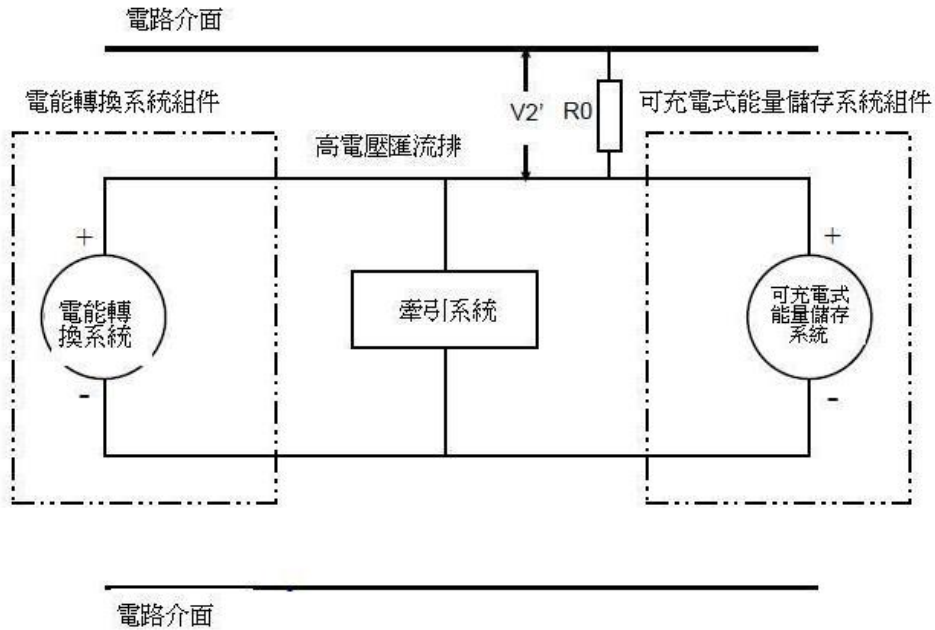 電路介面
電能轉換系統組件
V2’
R0
可充電式能量儲存系統組件
高電壓匯流排
+
+
電能轉
換系統
牽引系統
可充電式
能量儲存
系統
-
-
電路介面